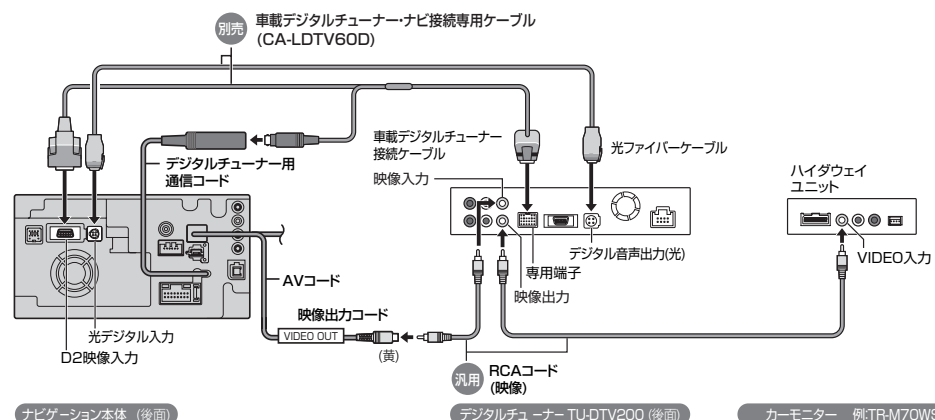 別売
車載デジタルチューナー・ナビ接続専用ケーブル
(CA-LDTV60D)
車載デジタルチューナー
接続ケーブル
光ファイバーケーブル
デジタルチューナー用
通信コード
映像入力
ハイダウェイ
ユニット
VIDEO入力
デジタル音声出力(光)
専用端子
映像出力
AVコード
映像出力コード
VIDEO OUT
(黄)
光デジタル入力
D2映像入力
汎用
RCAコード
(映像)
ナビゲーション本体 (後面)
デジタルチューナー TU-DTV200 (後面)
カーモニター 例:TR-M70WS